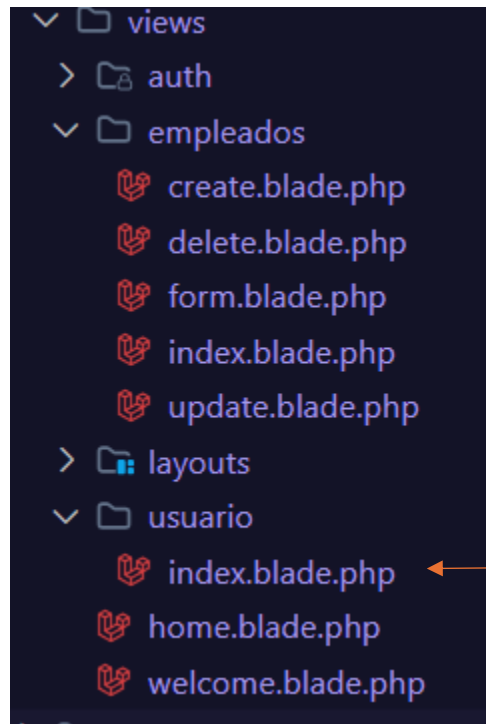 views
auth
empleados
create.blade.php
delete.blade.php
form.blade.php
index.blade.php
update.blade.php
layouts
usuario
index.blade.php
home.blade.php
welcome.blade.php